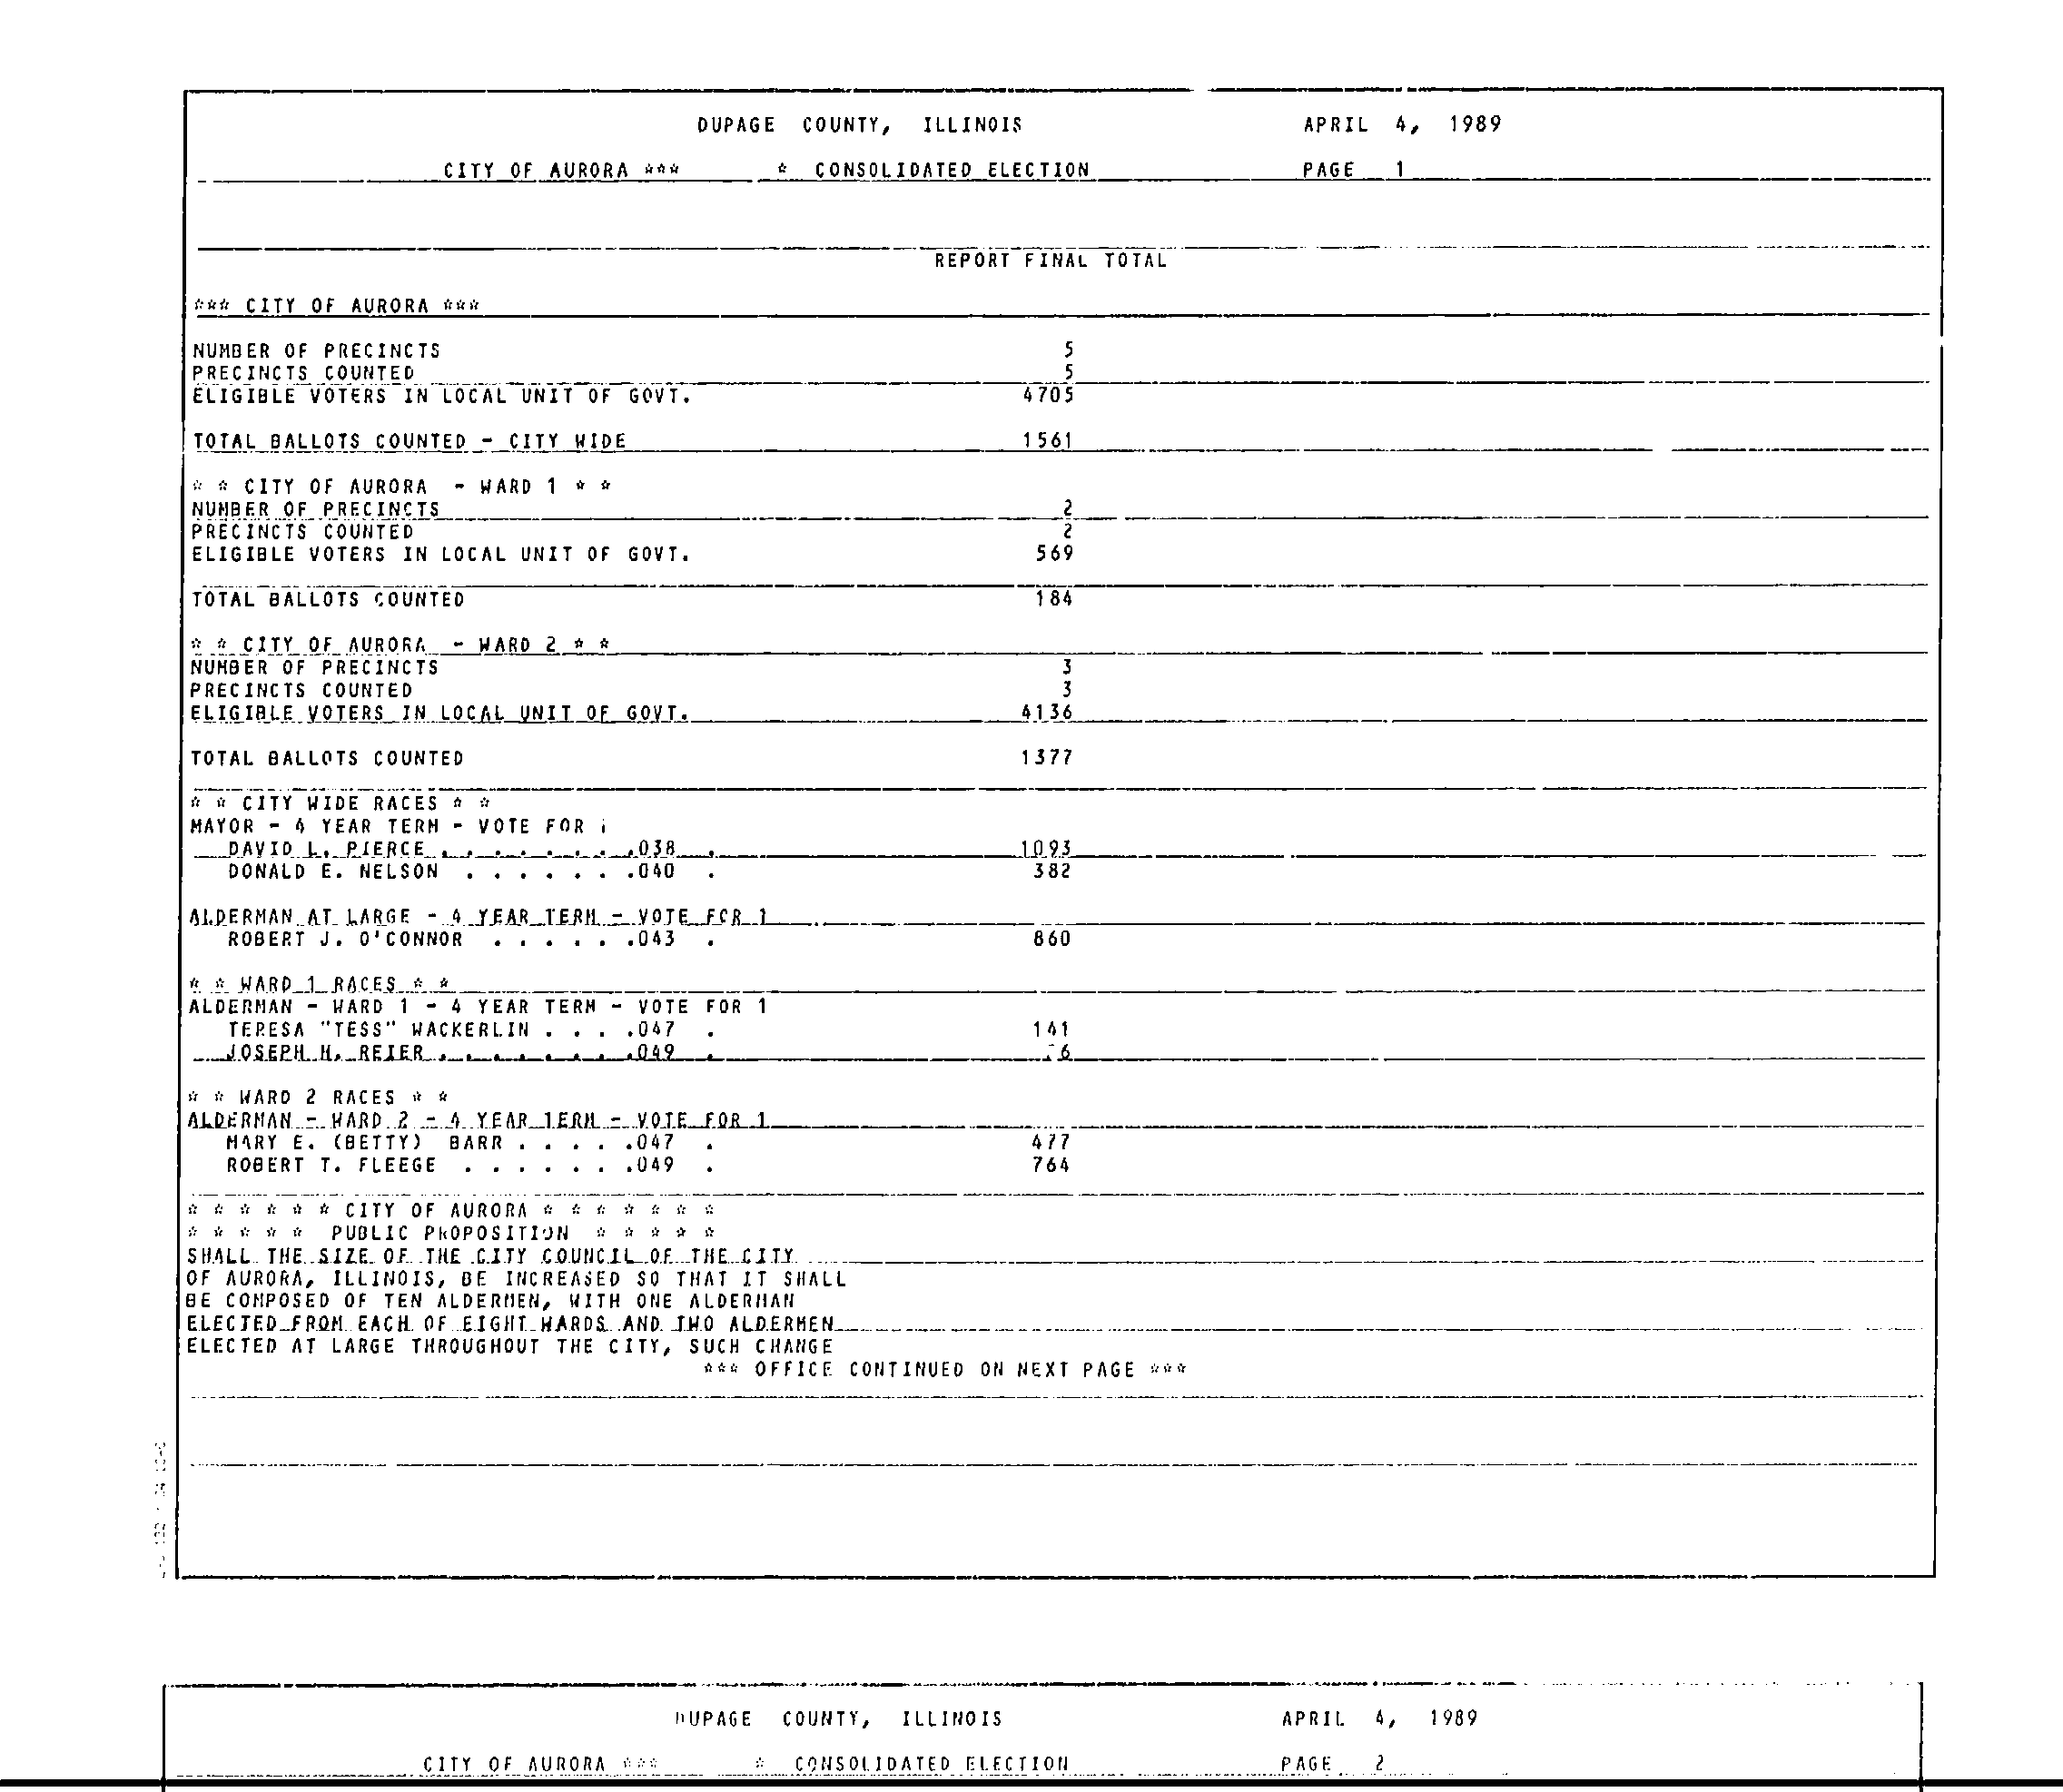 DUPAGE COUNTY, ILLINOIS APRIL 4, 1989
CITY OF AURORA *** * CONSOLIDATED ELECTION PAGE 1
REPORT FINAL TOTAL
*** CITY OF AURORA ***
NUMBER OF PRECINCTS 5
PRECINCTS COUNTED 5
ELIGIBLE VOTERS IN LOCAL UNIT OF GOVT. 4705
TOTAL BALLOTS COUNTED - CITY WIDE 1561
* * CITY OF AURORA - WARD 1 * *
NUMBER OF PRECINCTS 2
PRECINCTS COUNTED 2
ELIGIBLE VOTERS IN LOCAL UNIT OF GOVT. 569
TOTAL BALLOTS COUNTED 184
* * CITY OF AURORA - WARD 2 * *
NUMBER OF PRECINCTS 3
PRECINCTS COUNTED 3
ELIGIBLE VOTERS IN LOCAL UNIT OF GOVT. 4136
TOTAL BALLOTS COUNTED 1377
* * CITY WIDE RACES * *
MAYOR - 4 YEAR TERM - VOTE FOR
DAVID L. PIERCE . . . . . . . .038 . 1093
DONALD E. NELSON . . . . . . .040 . 382
ALDERMAN AT LARGE - 4 YEAR TERM - VOTE FOR 1
ROBERT J. O'CONNOR . . . . . .043 . 860
* * WARD 1 RACES * *
ALDERMAN - WARD 1 - 4 YEAR TERM - VOTE FOR 1
TERESA "TESS" WACKERLIN . . . .047 . 141
JOSEPH H. REIER . . . . . . . .049 .
* * WARD 2 RACES * *
ALDERMAN - WARD 2 - 4 YEAR TERM - VOTE FOR 1
MARY E. (BETTY) BARR . . . . .047 . 477
ROBERT T. FLEEGE . . . . . . .049 . 764
* * * * * * CITY OF AURORA * * * * * * *
* * * * * PUBLIC PROPOSITION * * * * *
SHALL THE SIZE OF THE CITY COUNCIL OF THE CITY
OF AURORA, ILLINOIS, BE INCREASED SO THAT IT SHALL
BE COMPOSED OF TEN ALDERMEN, WITH ONE ALDERMAN
ELECTED FROM EACH OF EIGHT WARDS AND TWO ALDERMEN
ELECTED AT LARGE THROUGHOUT THE CITY, SUCH CHANGE
*** OFFICE CONTINUED ON NEXT PAGE ***
DUPAGE COUNTY, ILLINOIS APRIL 4, 1989
CITY OF AURORA *** * CONSOLIDATED ELECTION PAGE 2